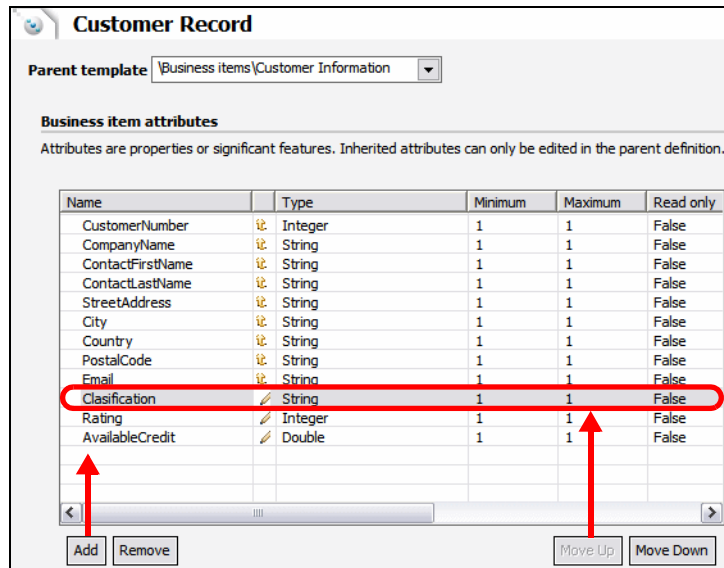 Customer Record
Parent template \Business items\Customer Information
Business item attributes
Attributes are properties or significant features. Inherited attributes can only be edited in the parent definition.
Name Type Minimum Maximum Read only
CustomerNumber Integer 1 1 False
CompanyName String 1 1 False
ContactFirstName String 1 1 False
ContactLastName String 1 1 False
StreetAddress String 1 1 False
City String 1 1 False
Country String 1 1 False
PostalCode String 1 1 False
Email String 1 1 False
Clasification String 1 1 False
Rating Integer 1 1 False
AvailableCredit Double 1 1 False
Add Remove Move Up Move Down